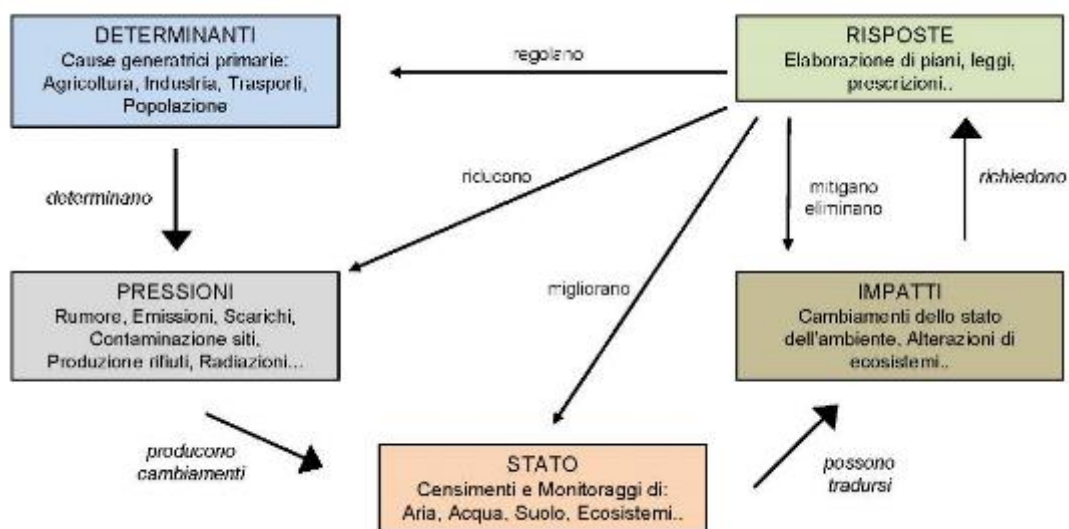 DETERMINANTI
Cause generatrici primarie:
Agricoltura, Industria, Trasporli,
Popolazione
regolano
RISPOSTE
Elaborazione di piani, leggi,
prescrizioni..
determinano
riducono
mitigano
eliminano
richiedono
PRESSIONI
Rumore, Emissioni, Scarichi,
Contaminazione siti,
Produzione rifiuti, Radiazioni...
migliorano
IMPATTI
Cambiamenti dello stato
dell'ambiente, Alterazioni di
ecosistemi..
producono
cambiamenti
STATO
Censimenti e Monitoraggi di:
Aria, Acqua, Suolo, Ecosistemi..
possono
tradursi